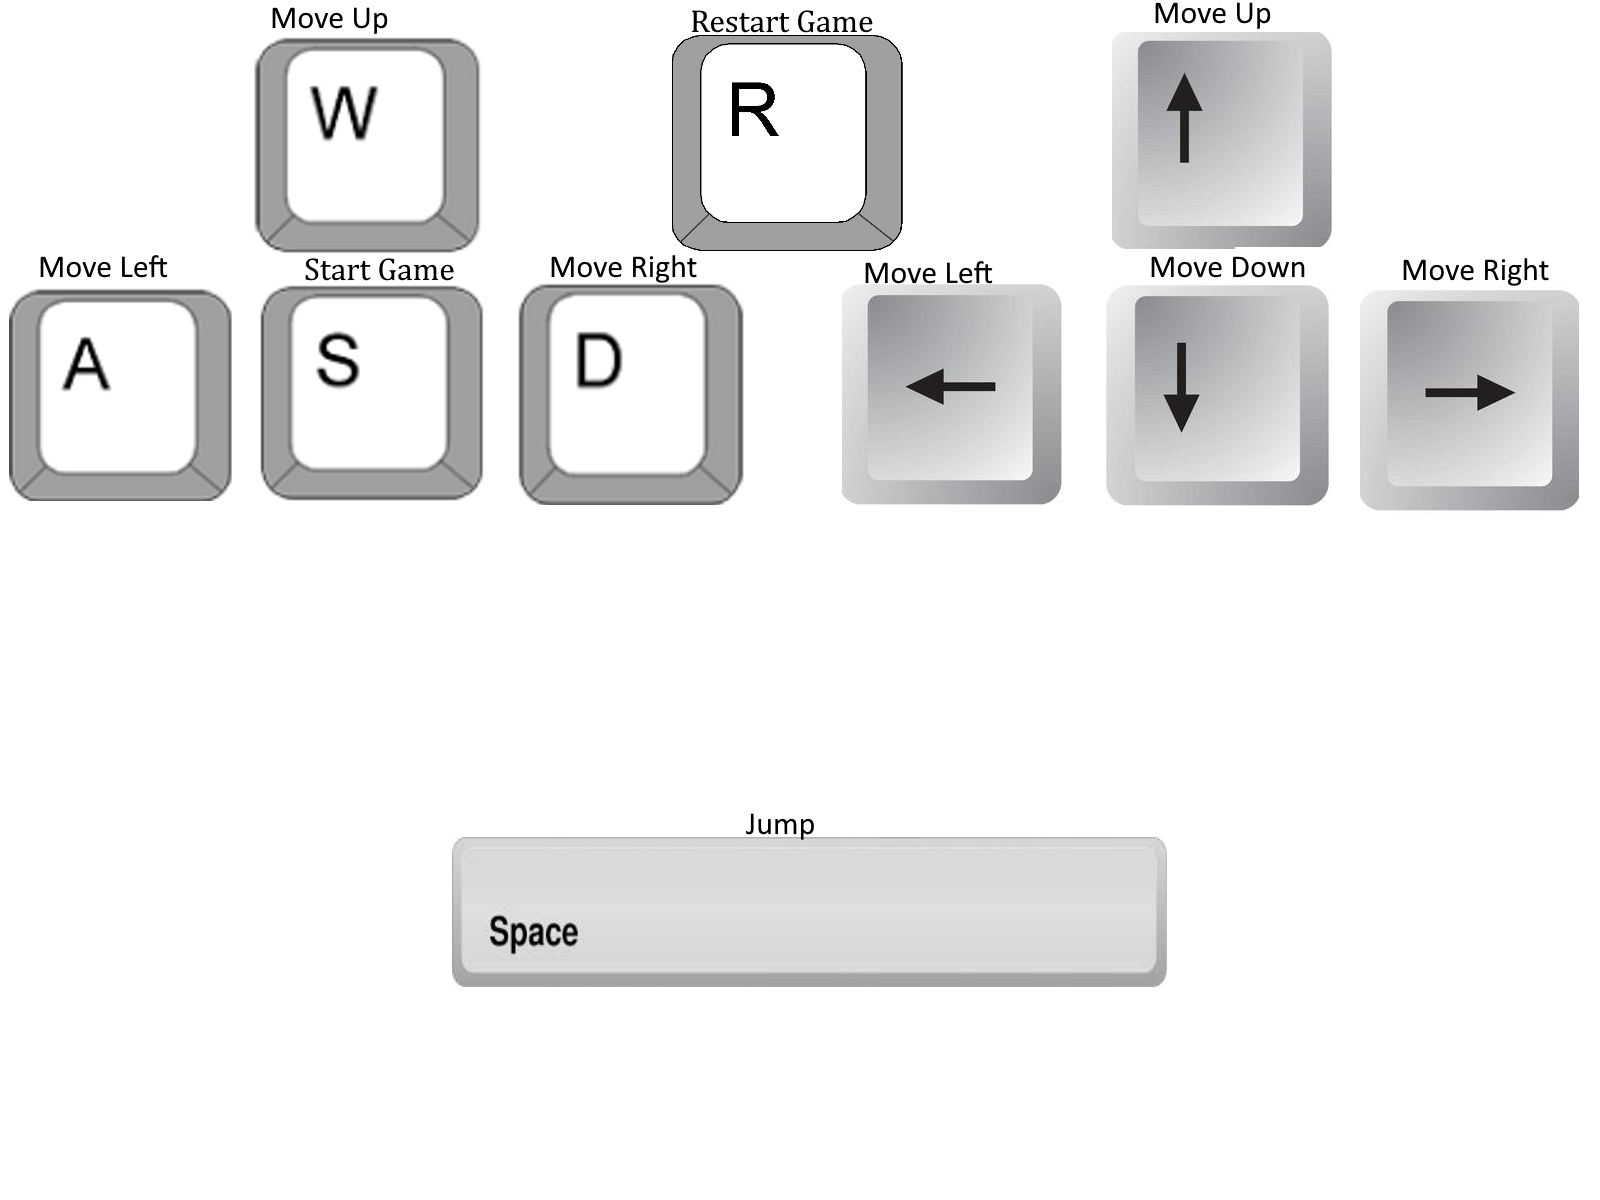 Move Up
Restart Game
Move Up
W
R
Move Left
Start Game
Move Right
Move Left
Move Down
Move Right
A
S
D
Jump
Space